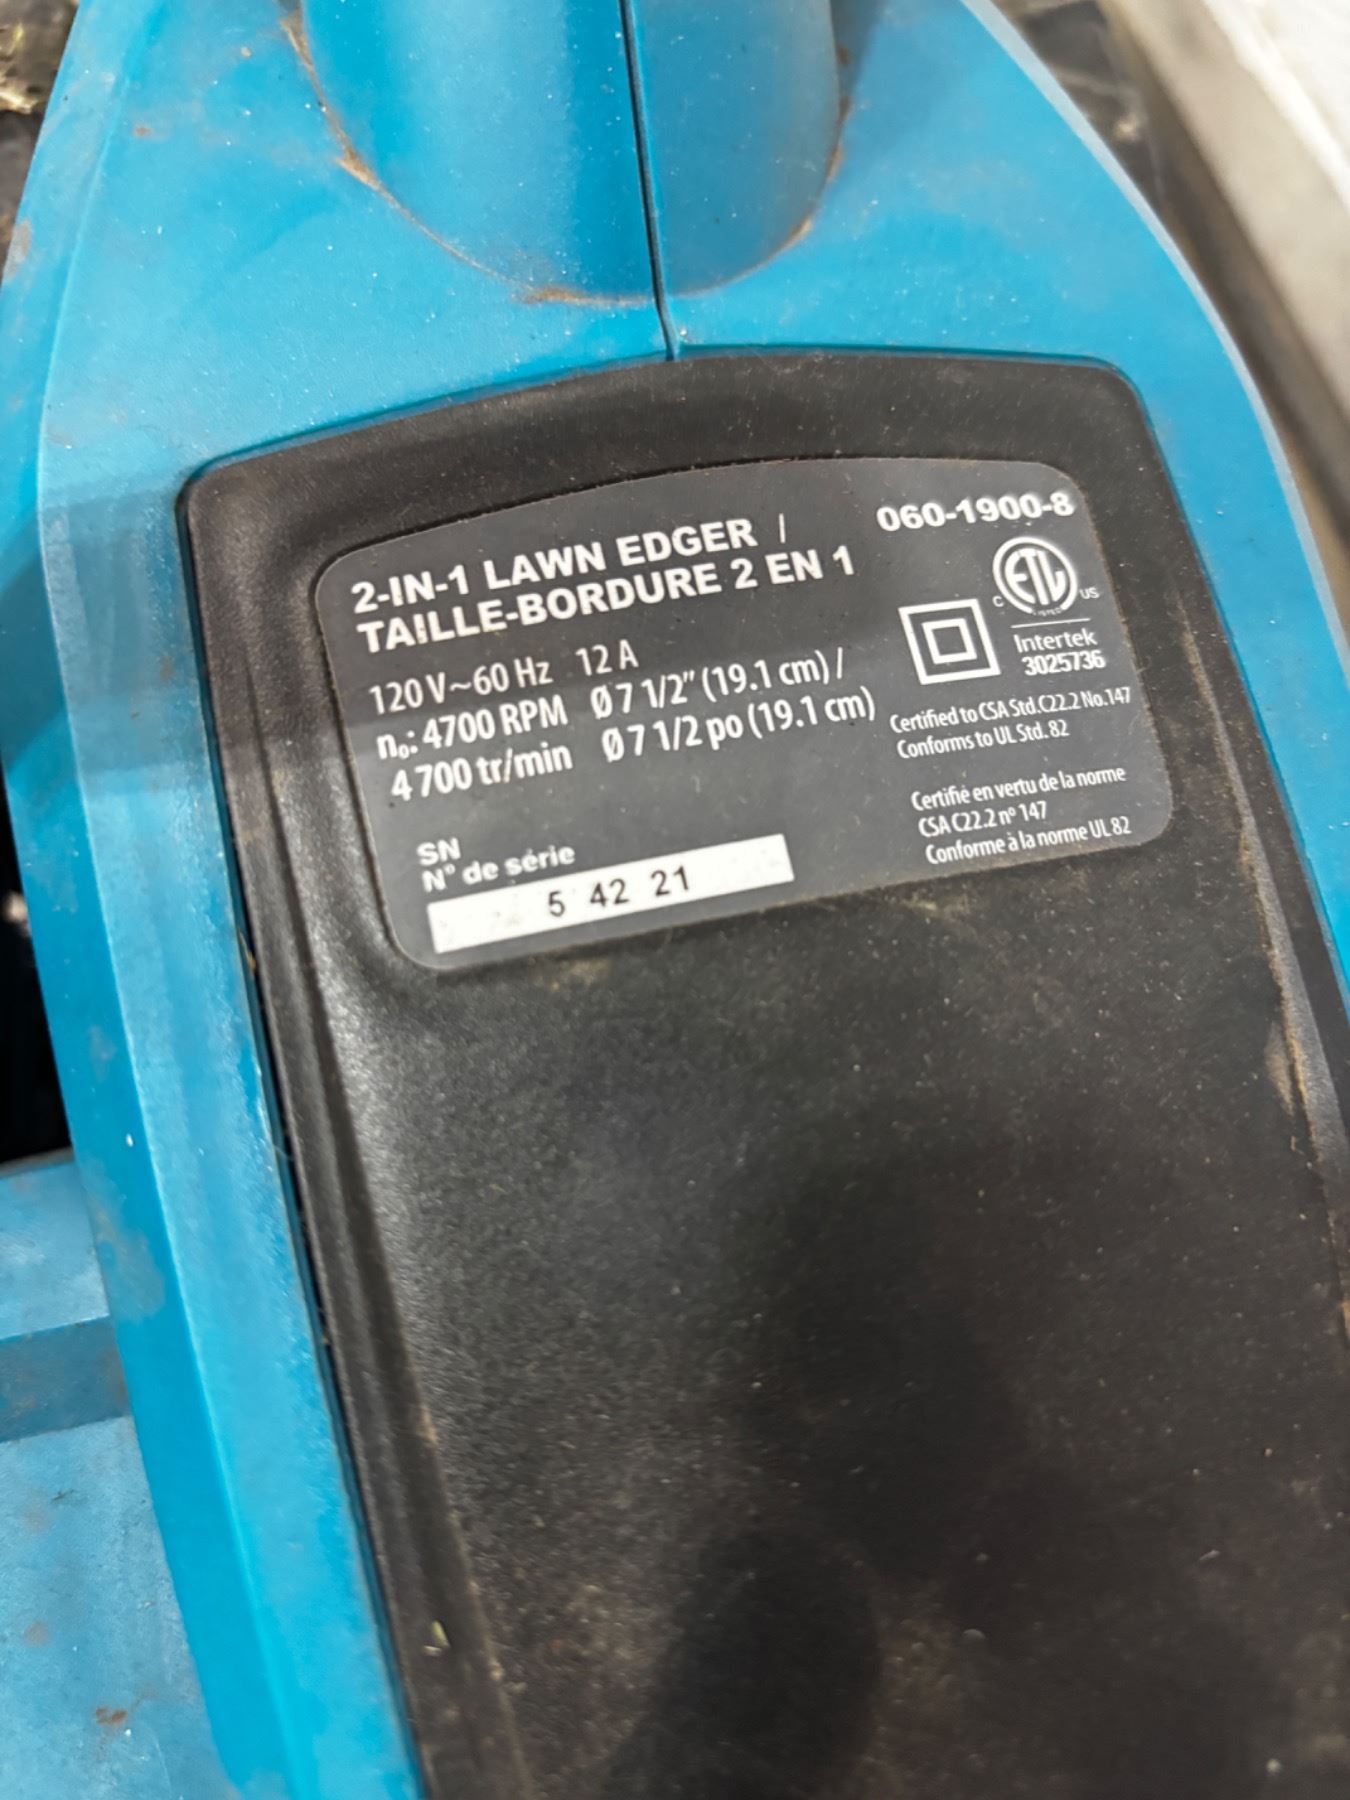 2-IN-1 LAWN EDGER /
TAILLE-BORDURE 2 EN 1
060-1900-8
120 V~60 Hz 12 A
n₀: 4700 RPM Ø 7 1/2" (19.1 cm) /
4 700 tr/min Ø 7 1/2 po (19.1 cm)
ETL
LISTED
C US
Intertek
3025736
Certified to CSA Std. C22.2 No.147
Conforms to UL Std. 82
Certifié en vertu de la norme
CSA C22.2 nº 147
Conforme à la norme UL 82
SN
N° de série
5 42 21